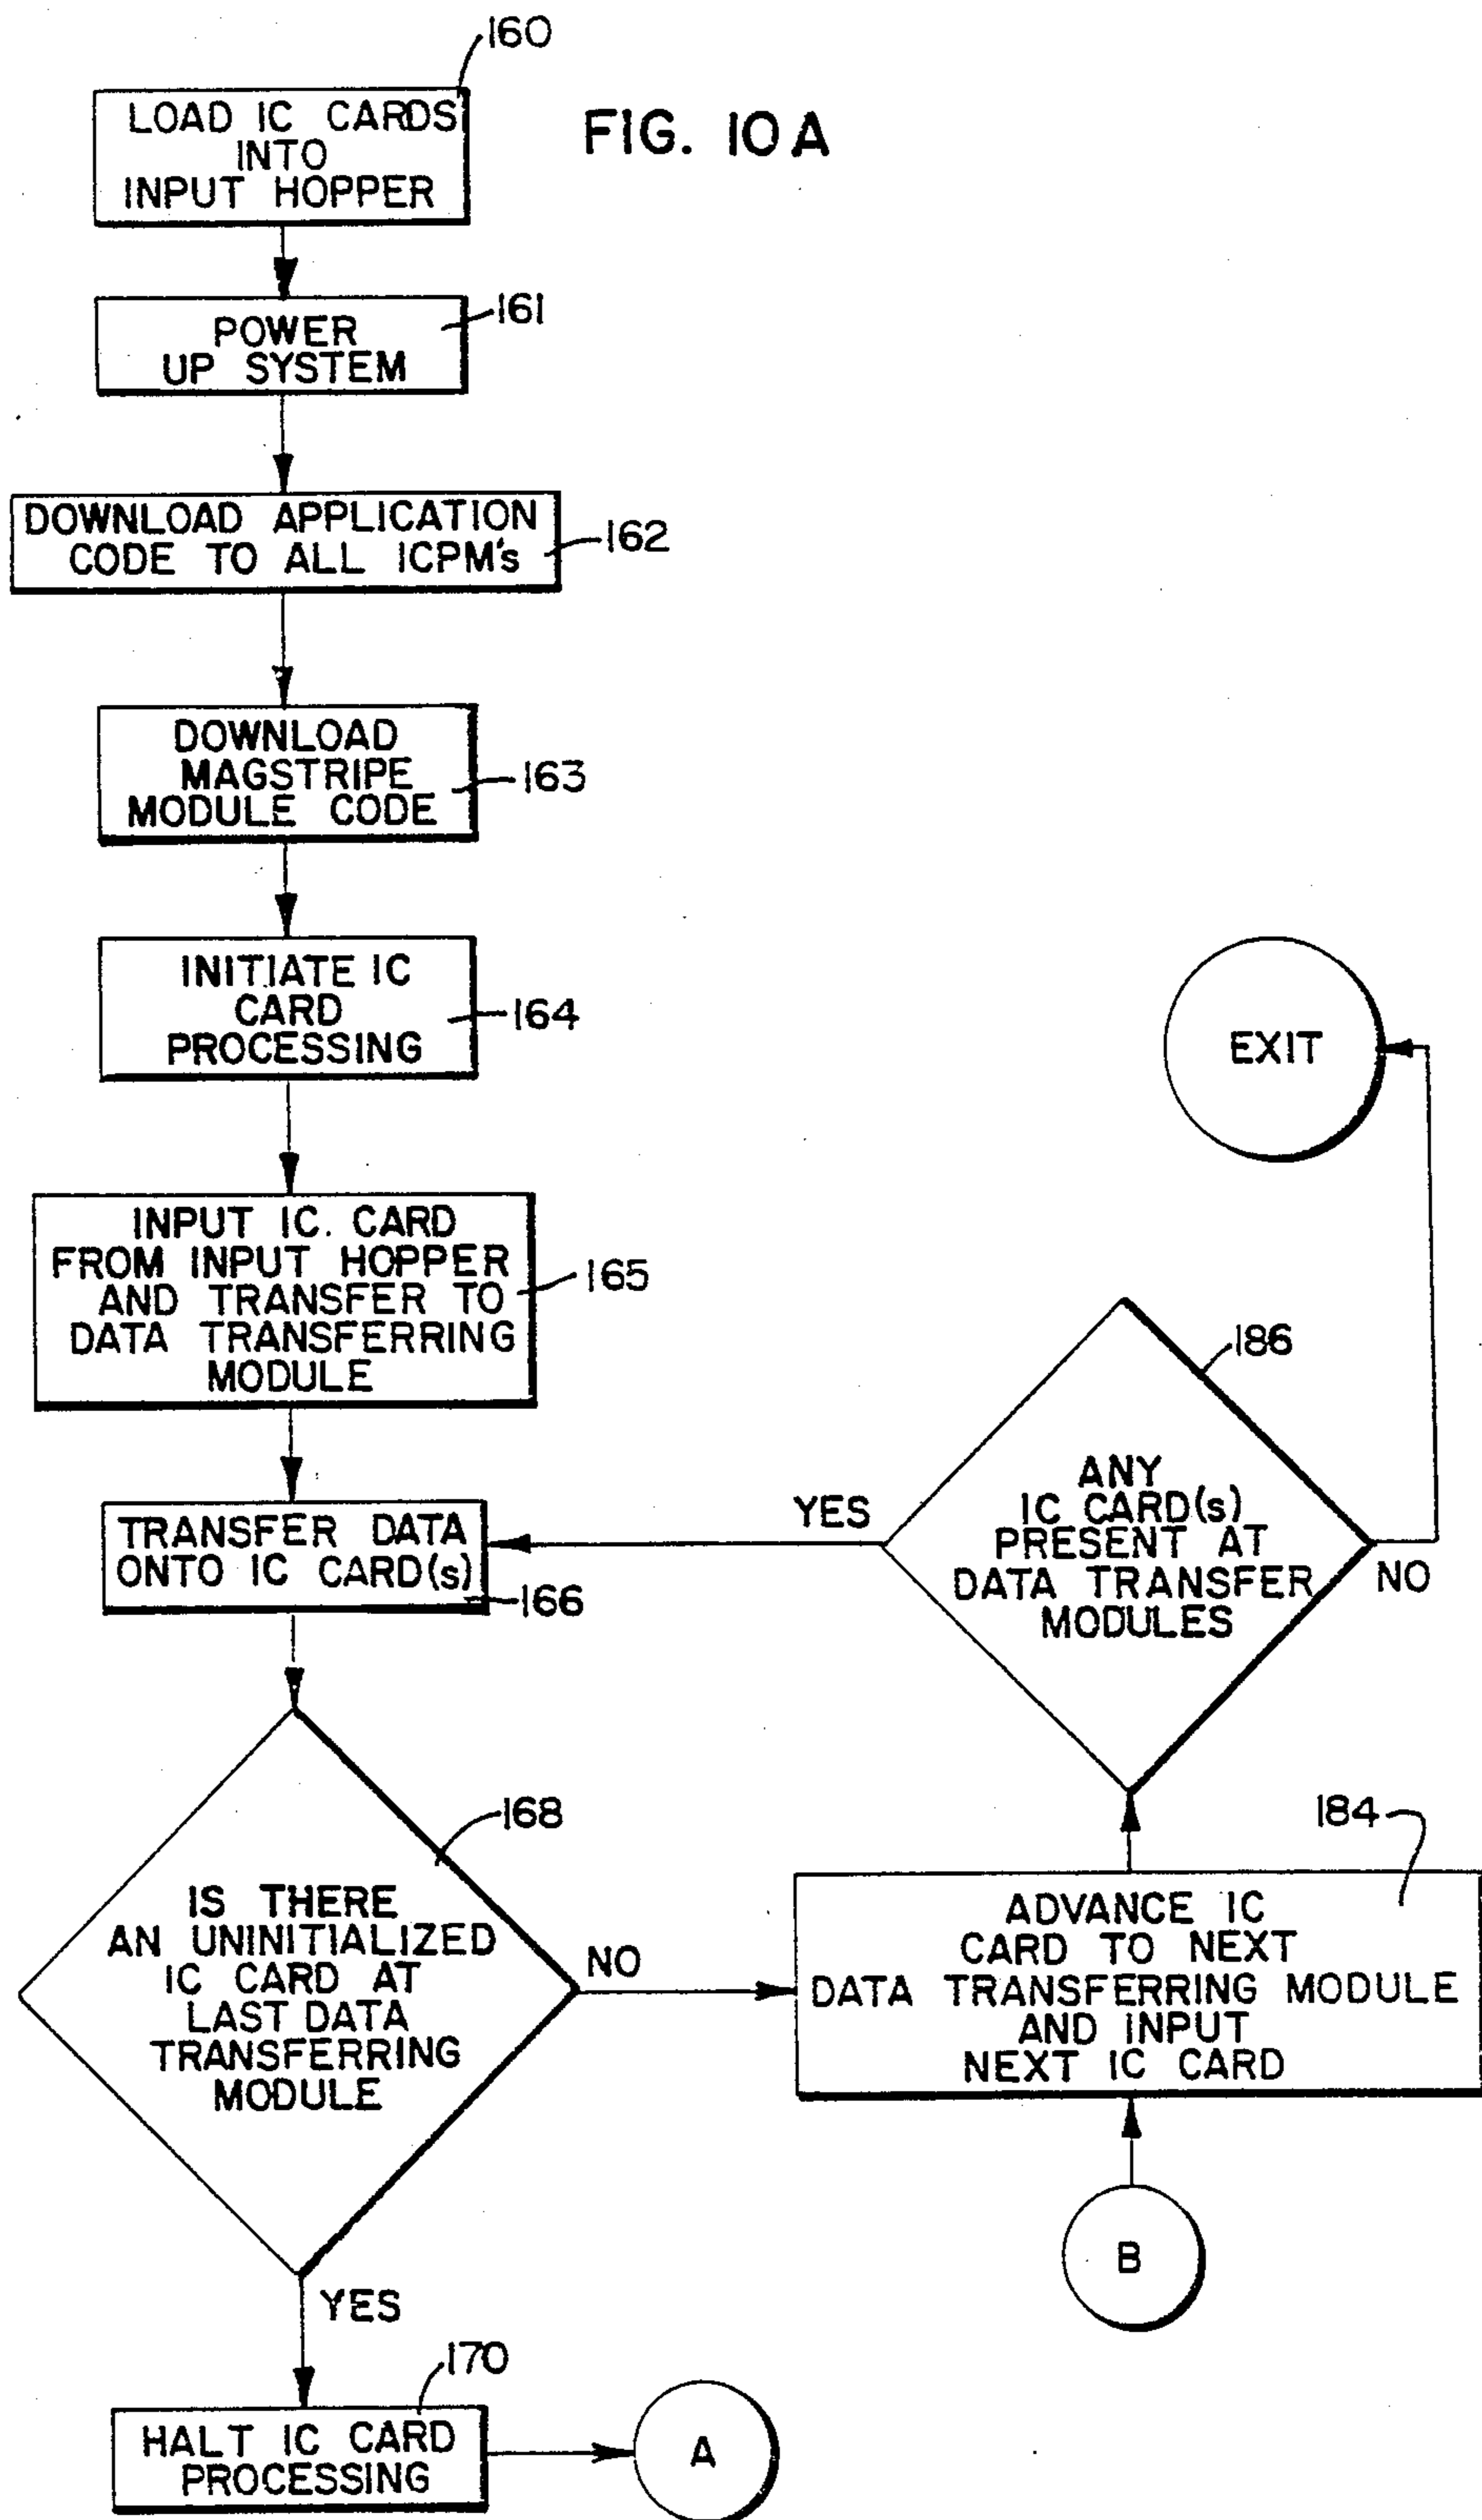 160
LOAD IC CARDS
INTO
INPUT HOPPER
FIG. 10A
POWER
UP SYSTEM
161
DOWNLOAD APPLICATION
CODE TO ALL ICPM's
162
DOWNLOAD
MAGSTRIPE
MODULE CODE
163
INITIATE IC
CARD
PROCESSING
164
EXIT
INPUT IC. CARD
FROM INPUT HOPPER
AND TRANSFER TO
DATA TRANSFERRING
MODULE
165
186
ANY
IC CARD(s)
PRESENT AT
DATA TRANSFER
MODULES
YES
NO
TRANSFER DATA
ONTO IC CARD(s)
166
168
IS THERE
AN UNINITIALIZED
IC CARD AT
LAST DATA
TRANSFERRING
MODULE
NO
184
ADVANCE IC
CARD TO NEXT
DATA TRANSFERRING MODULE
AND INPUT
NEXT IC CARD
B
YES
170
HALT IC CARD
PROCESSING
A